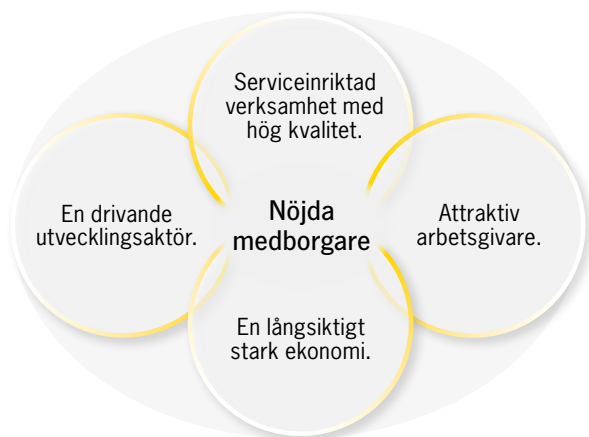 Serviceinriktad
verksamhet med
hög kvalitet.
En drivande
utvecklingsaktör.
Nöjda
medborgare
Attraktiv
arbetsgivare.
En långsiktigt
stark ekonomi.